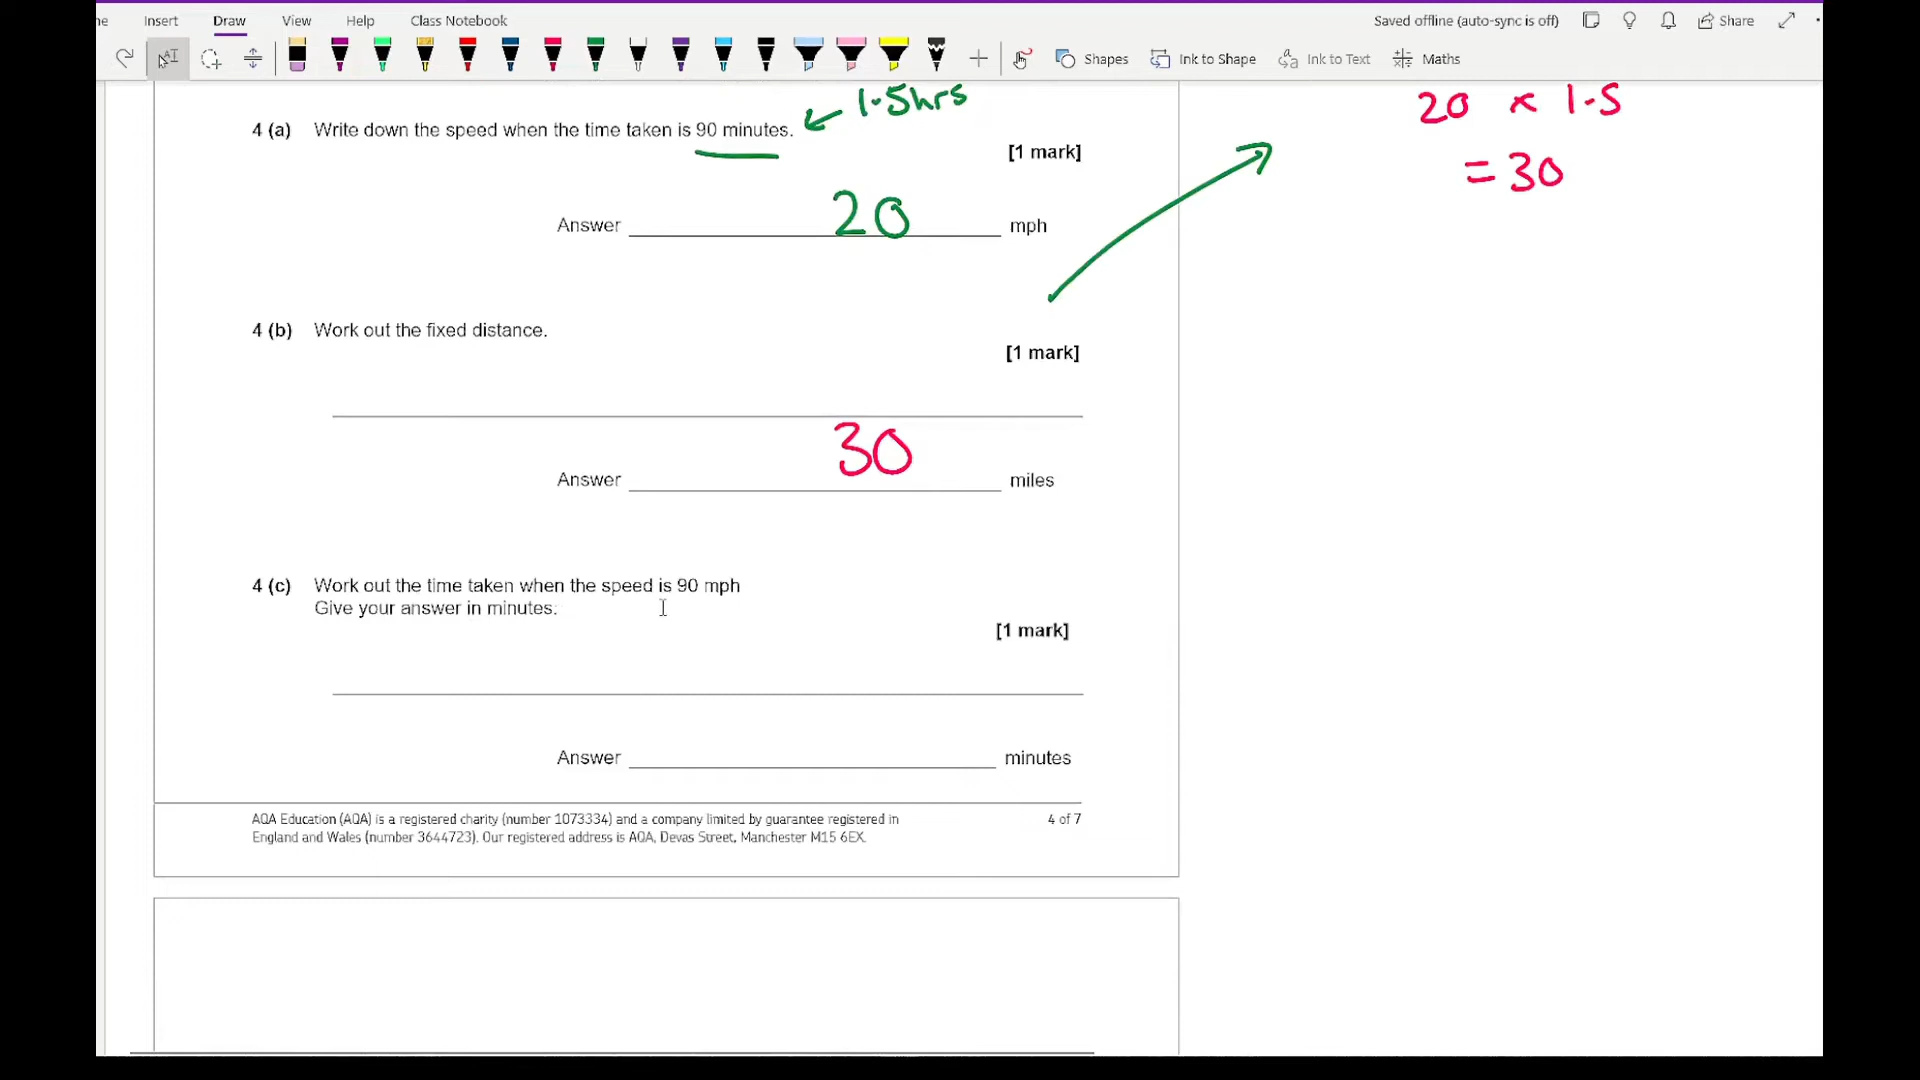 Insert Draw View Help Class Notebook Saved offline (auto-sync is off) Share
Shapes Ink to Shape Ink to Text Maths
1.5hrs
4 (a) Write down the speed when the time taken is 90 minutes.
[1 mark]
Answer 20 mph
20 × 1.5
= 30
4 (b) Work out the fixed distance.
[1 mark]
Answer 30 miles
4 (c) Work out the time taken when the speed is 90 mph
Give your answer in minutes.
[1 mark]
Answer minutes
AQA Education (AQA) is a registered charity (number 1073334) and a company limited by guarantee registered in
England and Wales (number 3644723). Our registered address is AQA, Devas Street, Manchester M15 6EX.
4 of 7